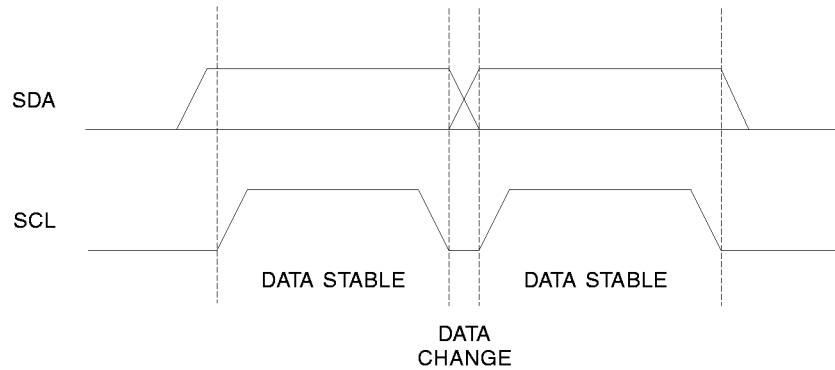 SDA
SCL
DATA STABLE
DATA STABLE
DATA
CHANGE